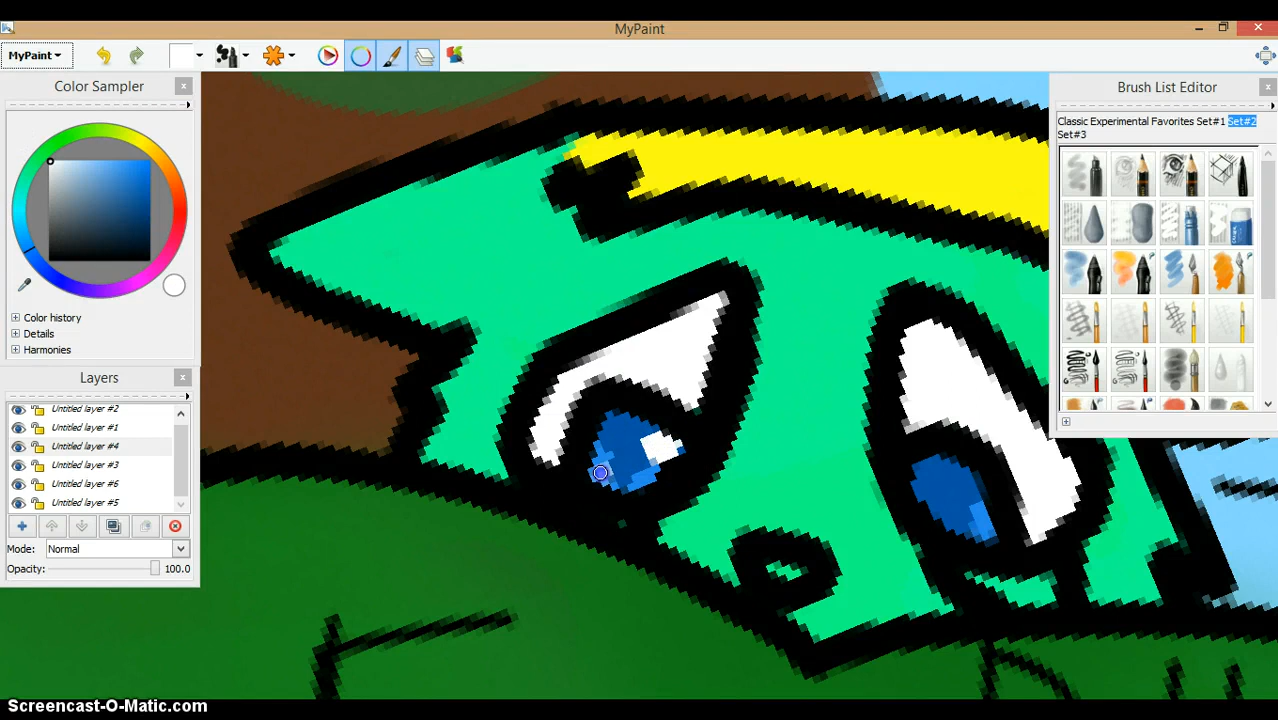 MyPaint
MyPaint
Color Sampler
Brush List Editor
Classic Experimental Favorites Set#1 Set#2
Set#3
Color history
Details
Harmonies
Layers
Untitled layer #2
Untitled layer #1
Untitled layer #4
Untitled layer #3
Untitled layer #6
Untitled layer #5
Mode: Normal
Opacity: 100.0
Screencast-O-Matic.com